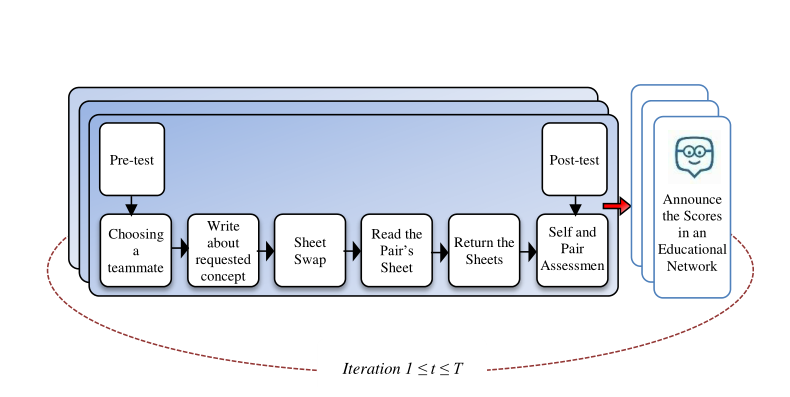 Pre-test
Post-test
Choosing
a
teammate
Write
about
requested
concept
Sheet
Swap
Read the
Pair's
Sheet
Return the
Sheets
Self and
Pair
Assessmen
Announce
the Scores
in an
Educational
Network
Iteration 1 ≤ t ≤ T